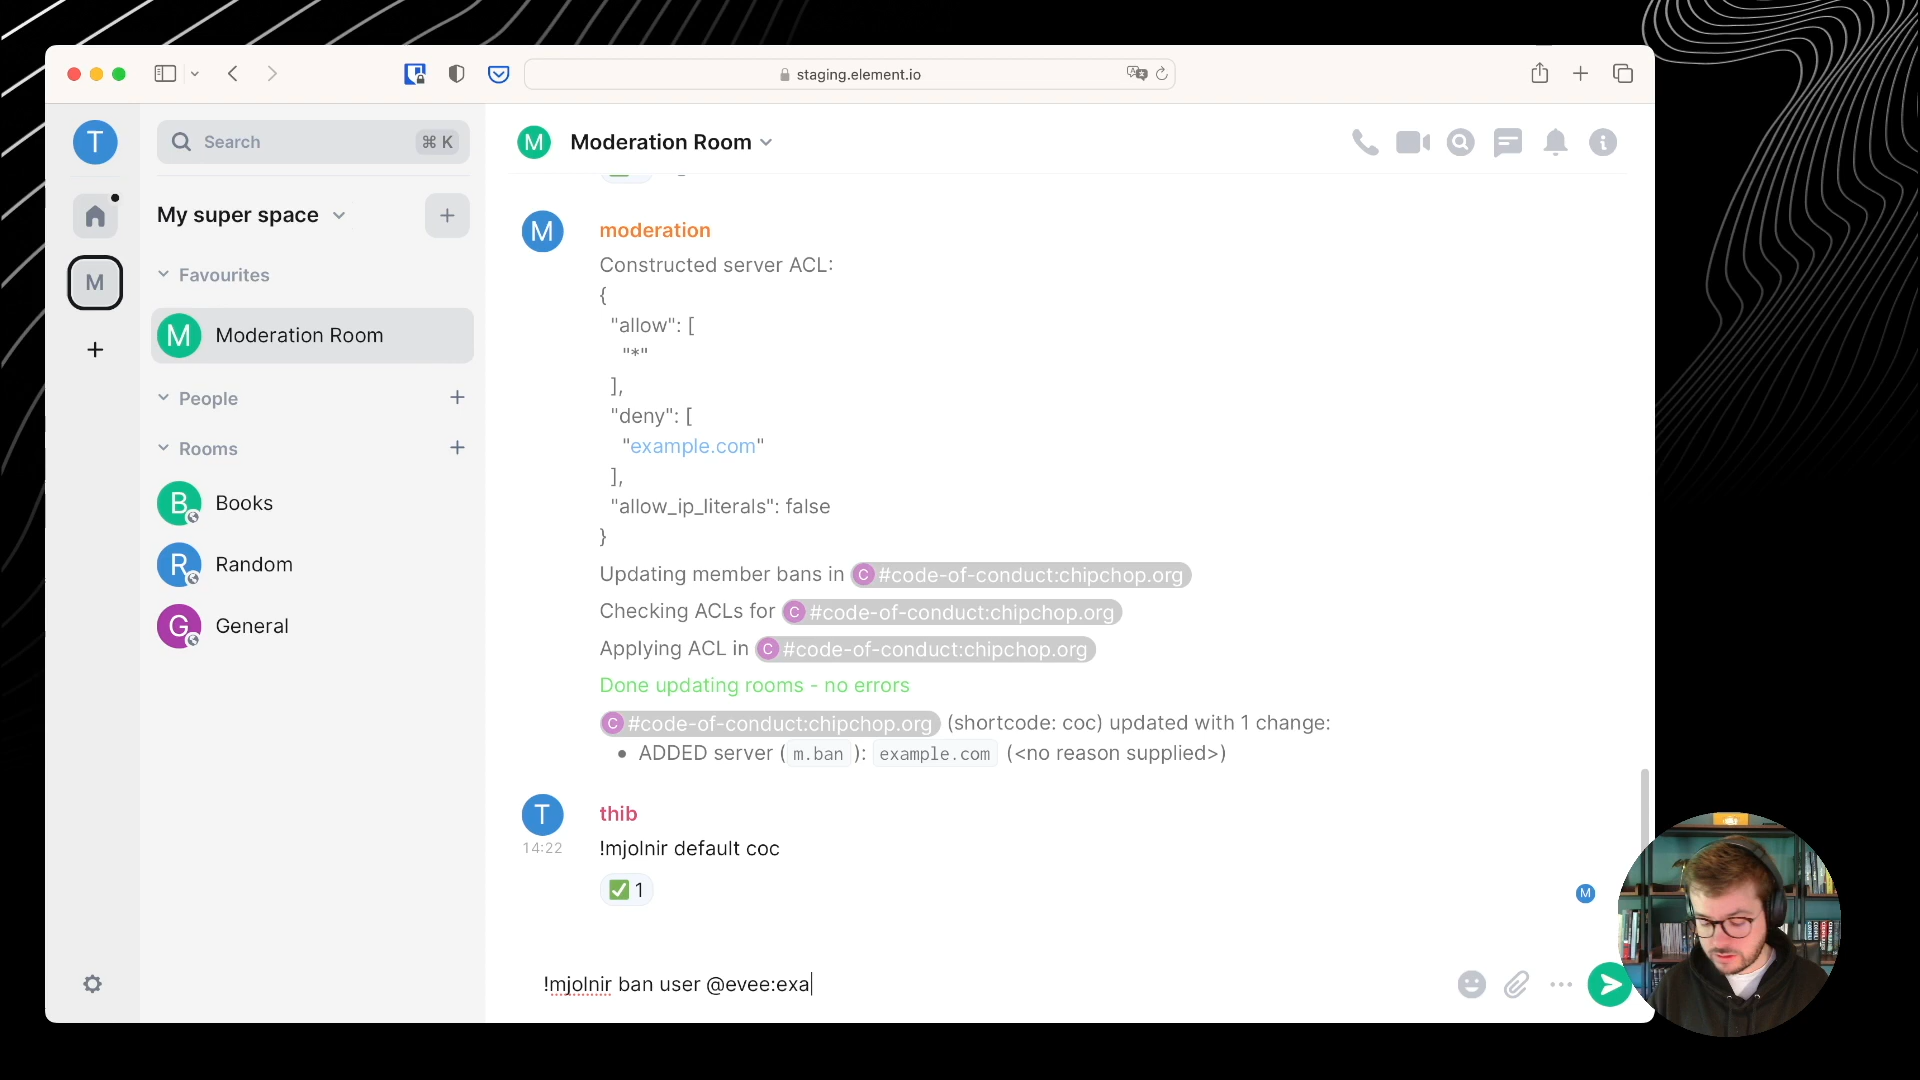 staging.element.io
T
Search
⌘ K
M
Moderation Room
My super space
M
Favourites
M
Moderation Room
People
Rooms
B
Books
R
Random
G
General
M
moderation
Constructed server ACL:
{
"allow": [
"*"
],
"deny": [
"example.com"
],
"allow_ip_literals": false
}
Updating member bans in C #code-of-conduct:chipchop.org
Checking ACLs for C #code-of-conduct:chipchop.org
Applying ACL in C #code-of-conduct:chipchop.org
Done updating rooms - no errors
C #code-of-conduct:chipchop.org (shortcode: coc) updated with 1 change:
• ADDED server (m.ban): example.com (<no reason supplied>)
T
thib
14:22
!mjolnir default coc
✅ 1
M
!mjolnir ban user @evee:exa